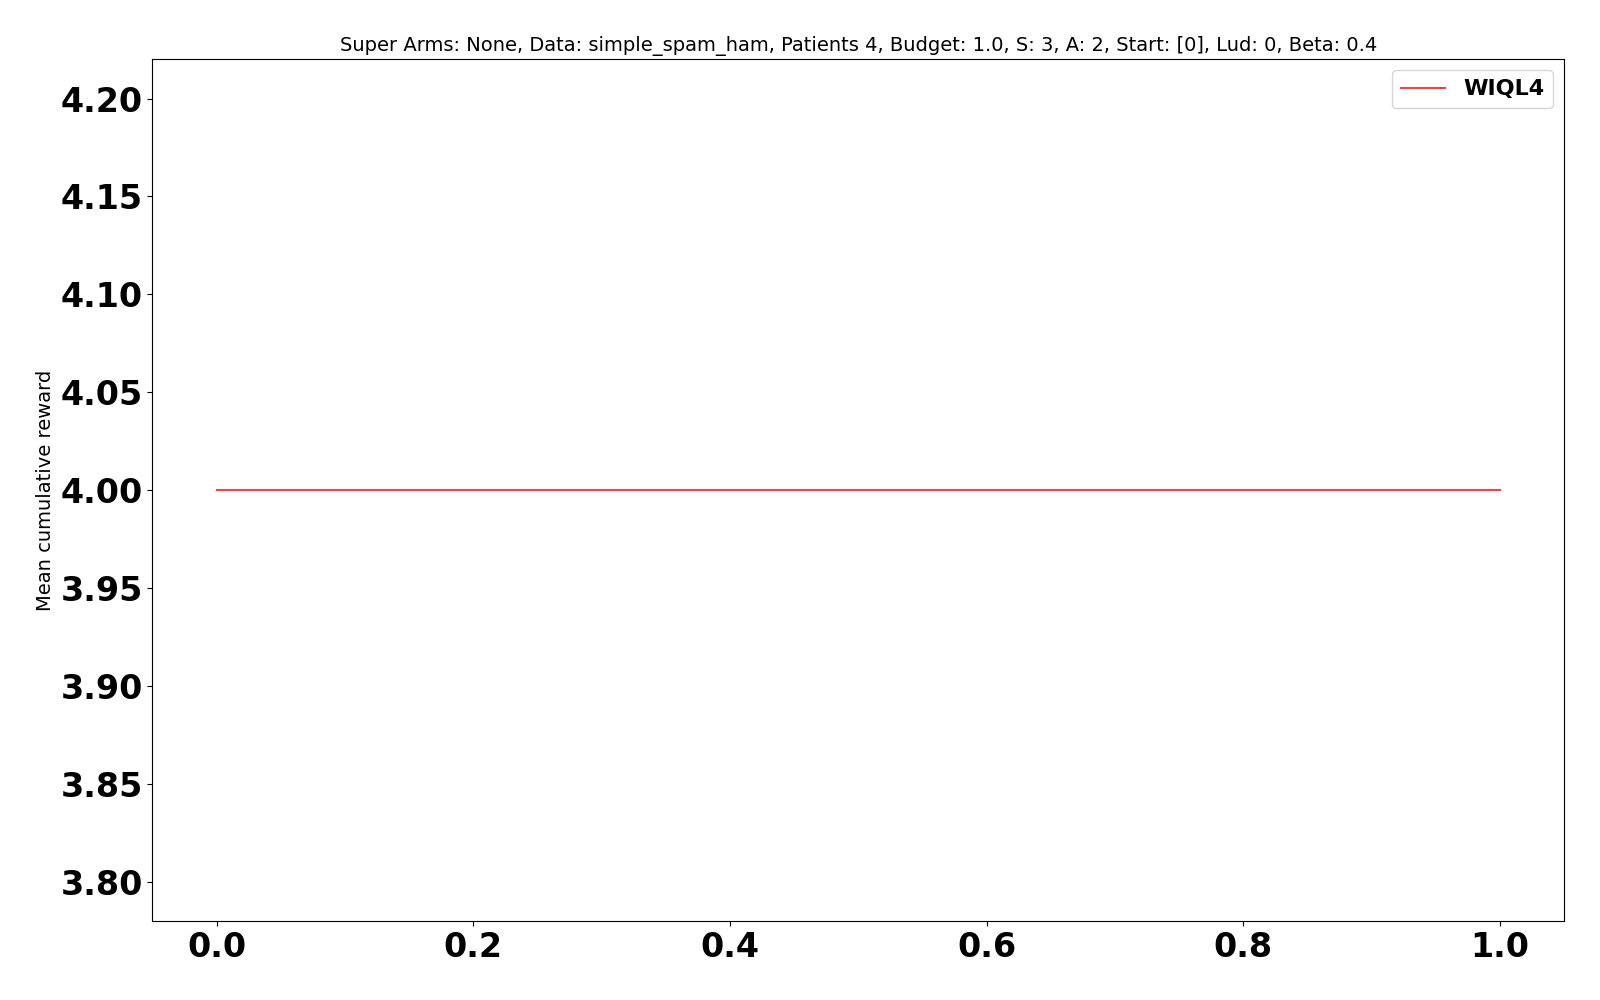 Super Arms: None, Data: simple_spam_ham, Patients 4, Budget: 1.0, S: 3, A: 2, Start: [0], Lud: 0, Beta: 0.4
WIQL4
Mean cumulative reward
4.20
4.15
4.10
4.05
4.00
3.95
3.90
3.85
3.80
0.0 0.2 0.4 0.6 0.8 1.0